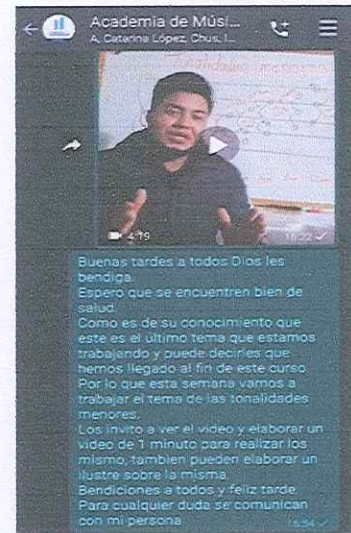 Academia de Músi...
A, Catarina López, Chus, I...
4:19
16:22
Buenas tardes a todos Dios les
bendiga.
Espero que se encuentren bien de
salud.
Como es de su conocimiento que
este es el último tema que estamos
trabajando y puede decirles que
hemos llegado al fin de este curso.
Por lo que esta semana vamos a
trabajar el tema de las tonalidades
menores.
Los invito a ver el video y elaborar un
video de 1 minuto para realizar los
mismo, tambien pueden elaborar un
ilustre sobre la misma.
Bendiciones a todos y feliz tarde
Para cualquier duda se comunican
con mi persona
16:34